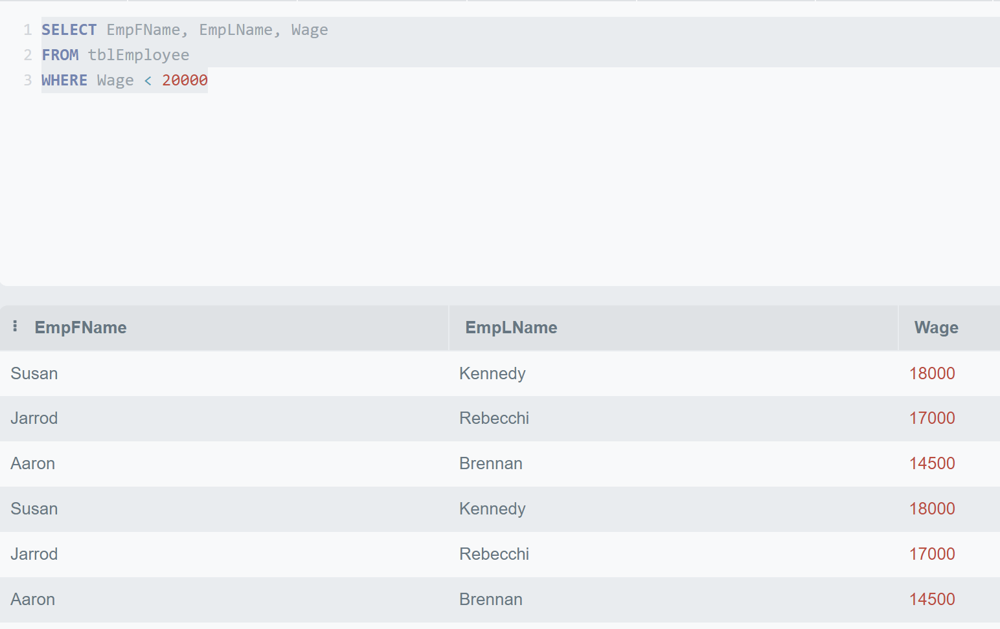 1 SELECT EmpFName, EmpLName, Wage
2 FROM tblEmployee
3 WHERE Wage < 20000
EmpFName EmpLName Wage
Susan Kennedy 18000
Jarrod Rebecchi 17000
Aaron Brennan 14500
Susan Kennedy 18000
Jarrod Rebecchi 17000
Aaron Brennan 14500